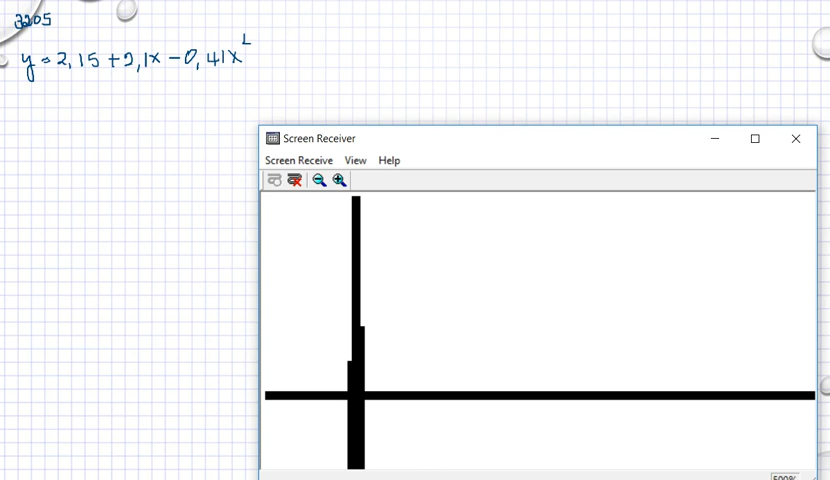 3205
y = 2,15 + 2,1x - 0,41x²
Screen Receiver
Screen Receive View Help
500%